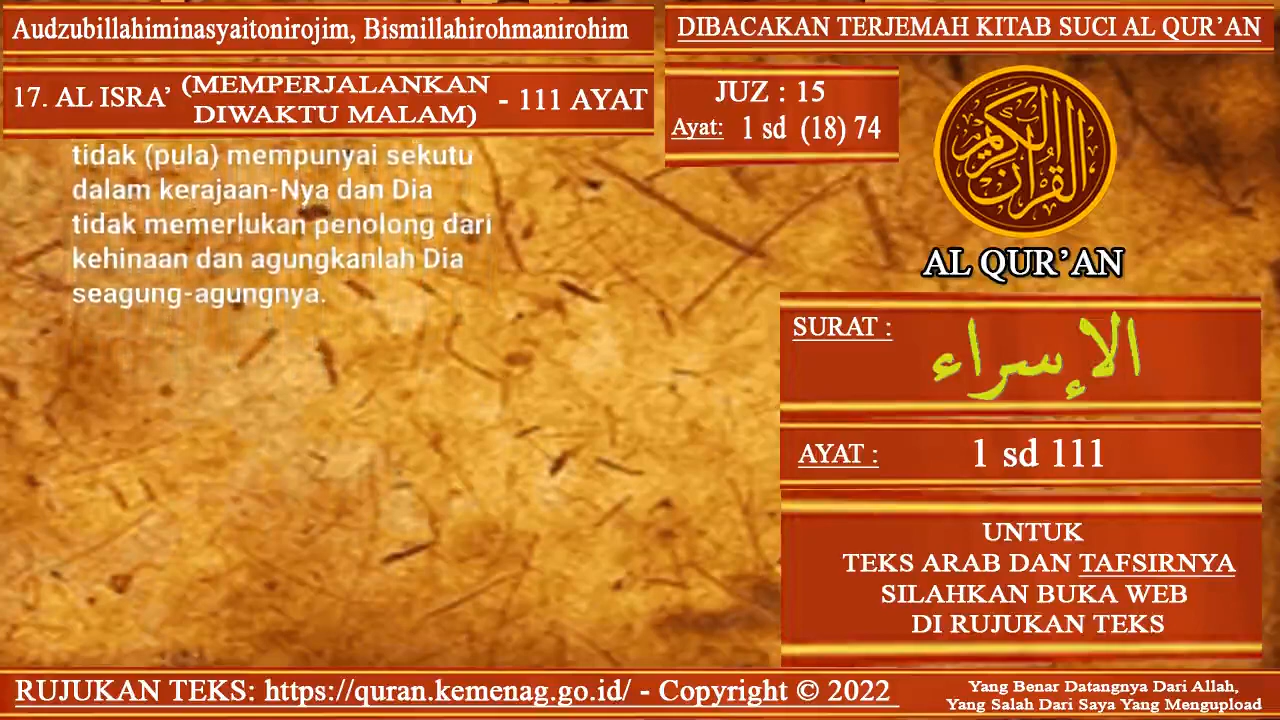 Audzubillahiminasyaitonirojim, Bismillahirohmanirohim
17. AL ISRA’ (MEMPERJALANKAN
DIWAKTU MALAM) - 111 AYAT
tidak (pula) mempunyai sekutu
dalam kerajaan-Nya dan Dia
tidak memerlukan penolong dari
kehinaan dan agungkanlah Dia
seagung-agungnya.
DIBACAKAN TERJEMAH KITAB SUCI AL QUR’AN
JUZ : 15
Ayat: 1 sd (18) 74
القرآن الكريم
AL QUR’AN
SURAT : الإسراء
AYAT : 1 sd 111
UNTUK
TEKS ARAB DAN TAFSIRNYA
SILAHKAN BUKA WEB
DI RUJUKAN TEKS
RUJUKAN TEKS: https://quran.kemenag.go.id/ - Copyright © 2022
Yang Benar Datangnya Dari Allah,
Yang Salah Dari Saya Yang Mengupload